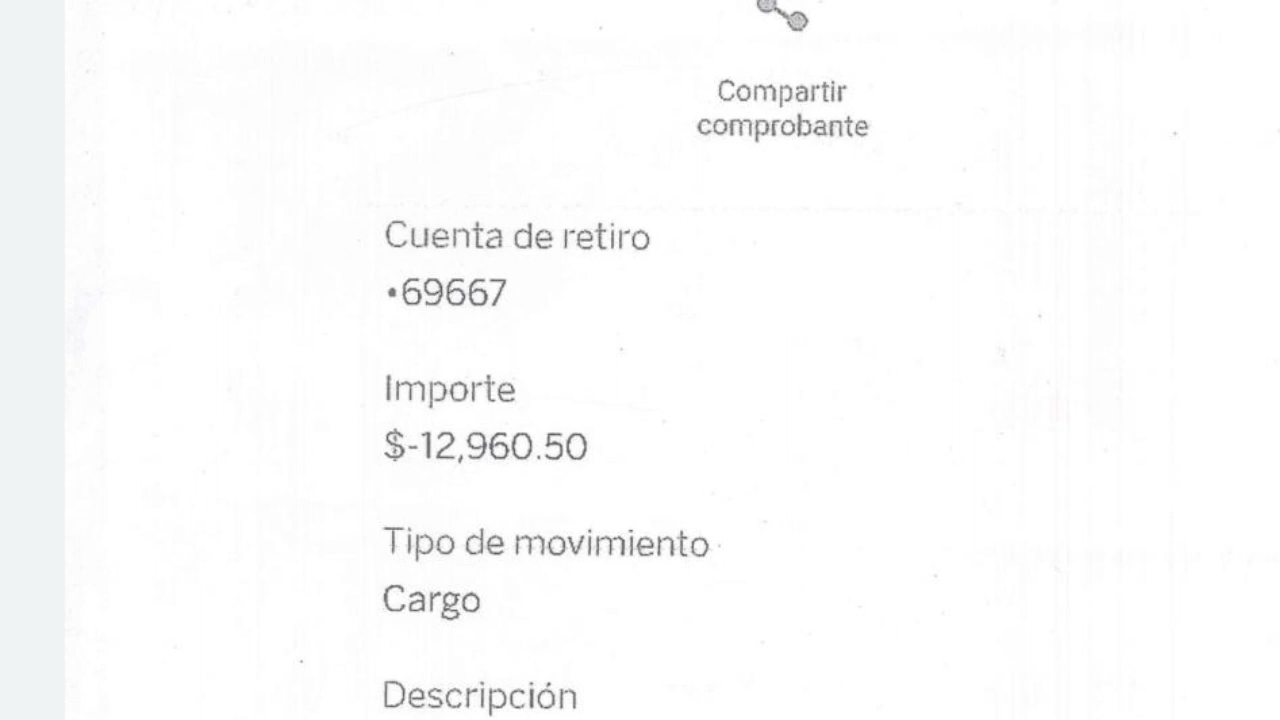 Compartir
comprobante
Cuenta de retiro
•69667
Importe
$-12,960.50
Tipo de movimiento
Cargo
Descripción